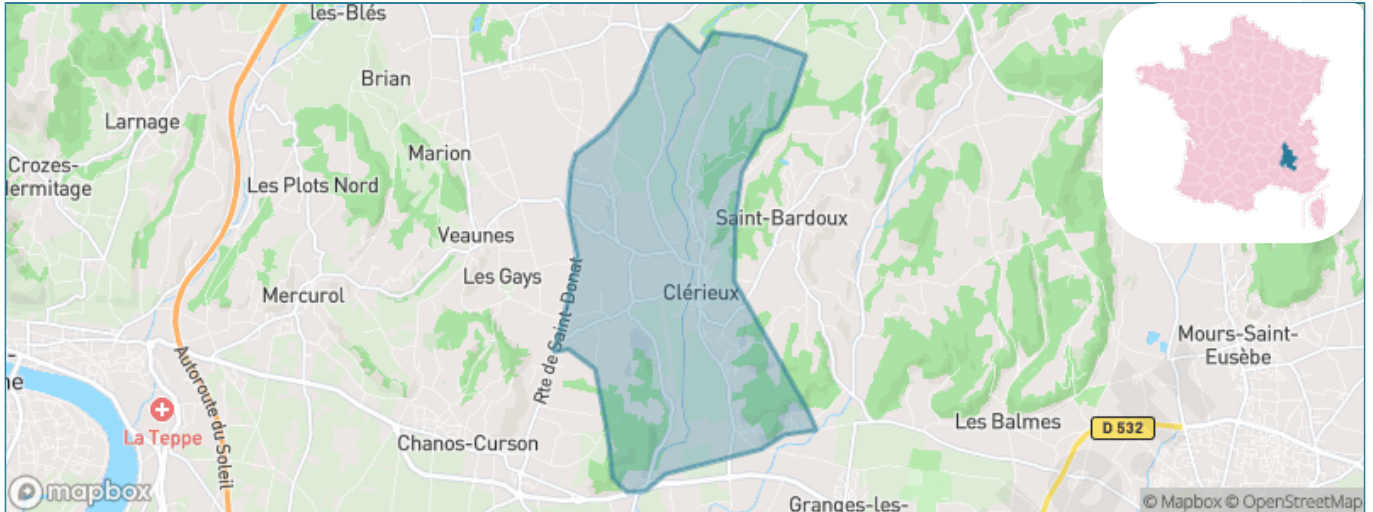 les-Blés
Brian
Larnage
Marion
Crozes-
Hermitage
Les Plots Nord
Saint-Bardoux
Veaunes
Les Gays
Clérieux
Mercurol
Rte de Saint-Donat
Mours-Saint-
Eusèbe
Autoroute du Soleil
La Teppe
Chanos-Curson
Les Balmes
D 532
mapbox
Granges-les-
© Mapbox © OpenStreetMap